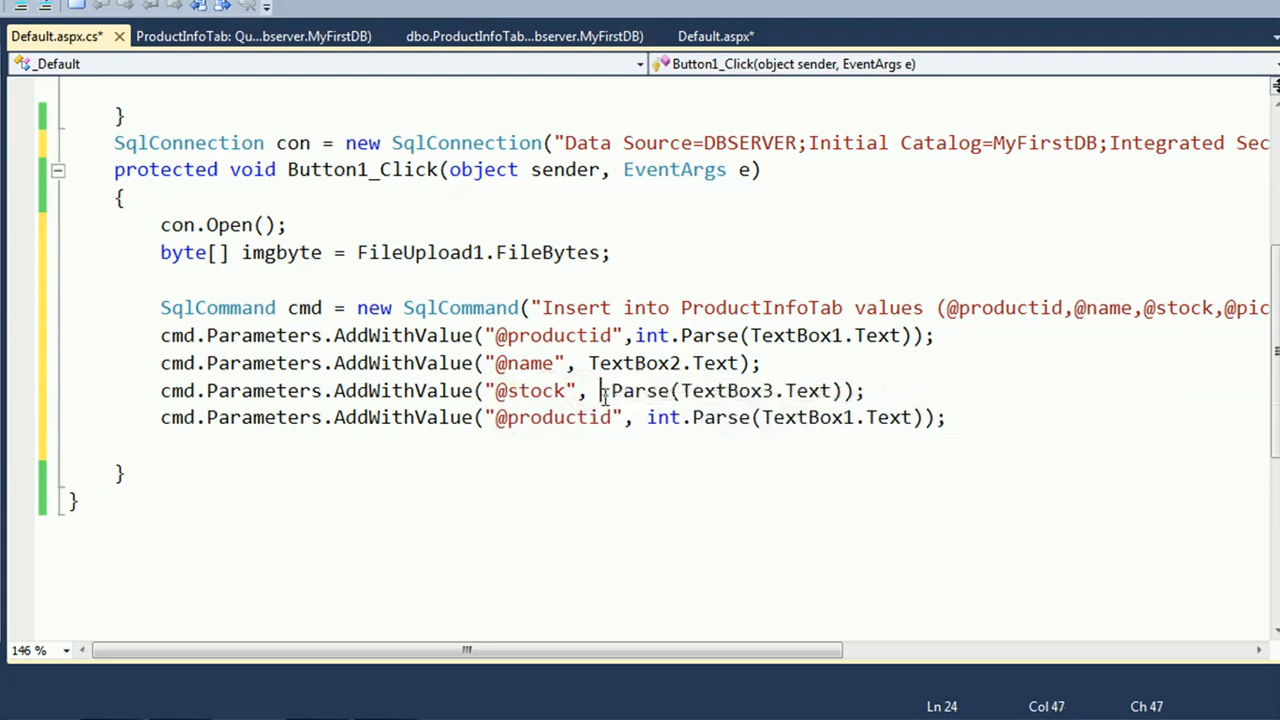 Default.aspx.cs* ProductInfoTab: Qu...bserver.MyFirstDB) dbo.ProductInfoTab...bserver.MyFirstDB) Default.aspx*
_Default Button1_Click(object sender, EventArgs e)
}
SqlConnection con = new SqlConnection("Data Source=DBSERVER;Initial Catalog=MyFirstDB;Integrated Sec
protected void Button1_Click(object sender, EventArgs e)
{
con.Open();
byte[] imgbyte = FileUpload1.FileBytes;
SqlCommand cmd = new SqlCommand("Insert into ProductInfoTab values (@productid,@name,@stock,@pic
cmd.Parameters.AddWithValue("@productid",int.Parse(TextBox1.Text));
cmd.Parameters.AddWithValue("@name", TextBox2.Text);
cmd.Parameters.AddWithValue("@stock", .Parse(TextBox3.Text));
cmd.Parameters.AddWithValue("@productid", int.Parse(TextBox1.Text));
}
}
146 %
Ln 24 Col 47 Ch 47